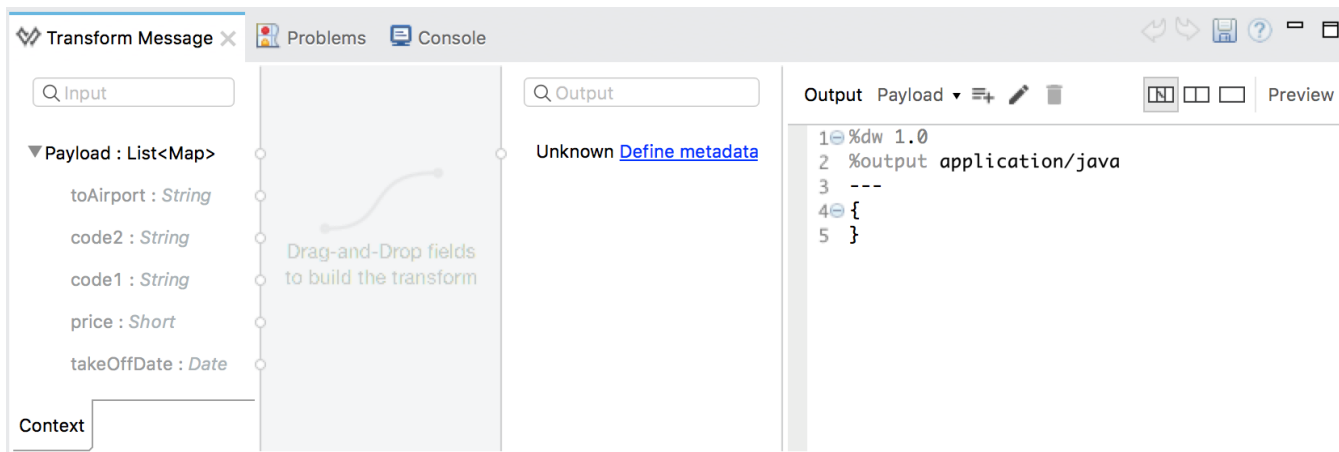 Transform Message Problems Console
Input
Payload : List<Map>
toAirport : String
code2 : String
code1 : String
price : Short
takeOffDate : Date
Context
Drag-and-Drop fields
to build the transform
Output
Unknown Define metadata
Output Payload Preview
1 %dw 1.0
2 %output application/java
3 ---
4 {
5 }